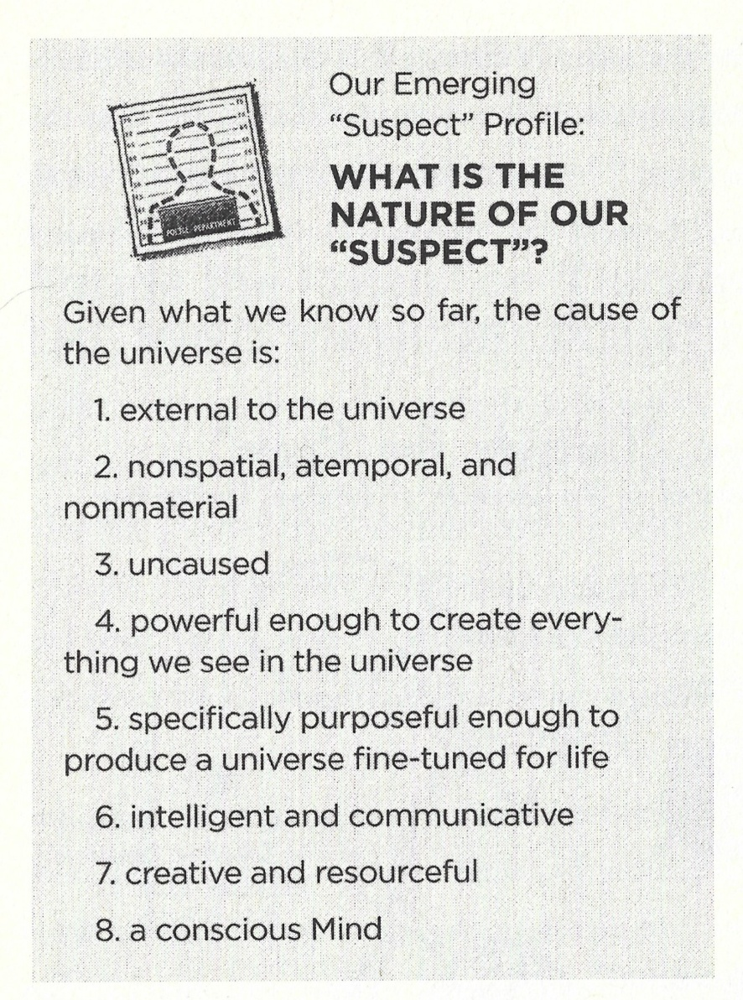 Our Emerging
“Suspect” Profile:
WHAT IS THE
NATURE OF OUR
“SUSPECT”?
POLICE DEPARTMENT
Given what we know so far, the cause of
the universe is:
1. external to the universe
2. nonspatial, atemporal, and
nonmaterial
3. uncaused
4. powerful enough to create every-
thing we see in the universe
5. specifically purposeful enough to
produce a universe fine-tuned for life
6. intelligent and communicative
7. creative and resourceful
8. a conscious Mind